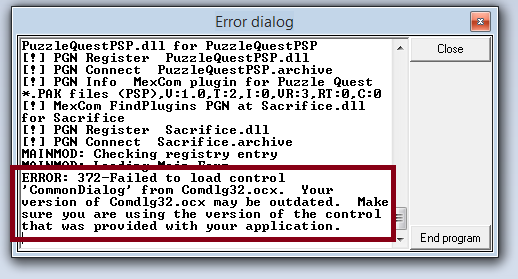 Error dialog
PuzzleQuestPSP.dll for PuzzleQuestPSP
Close
[!] PGN Register  PuzzleQuestPSP.dll
[!] PGN Connect  PuzzleQuestPSP.archive
[!] PGN Info  MexCom plugin for Puzzle Quest
*.PAK files (PSP),V:1.0,T:2,I:0,VR:3,RT:0,C:0
[!] MexCom FindPlugins PGN at Sacrifice.dll
for Sacrifice
[!] PGN Register  Sacrifice.dll
[!] PGN Connect  Sacrifice.archive
MAINMOD: Checking registry entry
MAINMOD: Loading Main Form
ERROR: 372-Failed to load control
'CommonDialog' from Comdlg32.ocx.  Your
version of Comdlg32.ocx may be outdated.  Make
sure you are using the version of the control
that was provided with your application.
End program